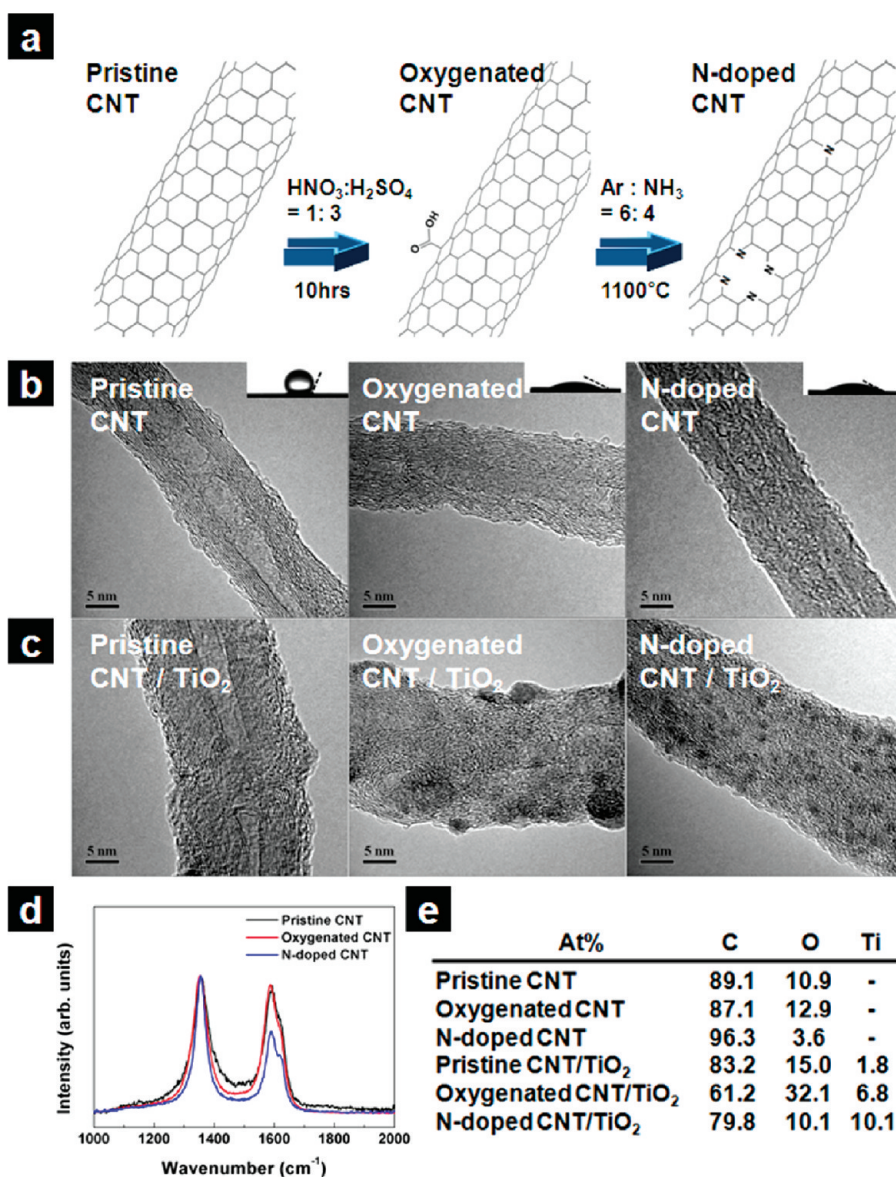 a
Pristine
CNT
Oxygenated
CNT
N-doped
CNT
HNO₃:H₂SO₄
= 1: 3
10hrs
Ar : NH₃
= 6: 4
1100°C
OH
O
N
N
N
N
N
b
Pristine
CNT
Oxygenated
CNT
N-doped
CNT
5 nm
5 nm
5 nm
c
Pristine
CNT / TiO₂
Oxygenated
CNT / TiO₂
N-doped
CNT / TiO₂
5 nm
5 nm
5 nm
d
Pristine CNT
Oxygenated CNT
N-doped CNT
Intensity (arb. units)
1000 1200 1400 1600 1800 2000
Wavenumber (cm⁻¹)
e
At% C O Ti
Pristine CNT 89.1 10.9 -
Oxygenated CNT 87.1 12.9 -
N-doped CNT 96.3 3.6 -
Pristine CNT/TiO₂ 83.2 15.0 1.8
Oxygenated CNT/TiO₂ 61.2 32.1 6.8
N-doped CNT/TiO₂ 79.8 10.1 10.1